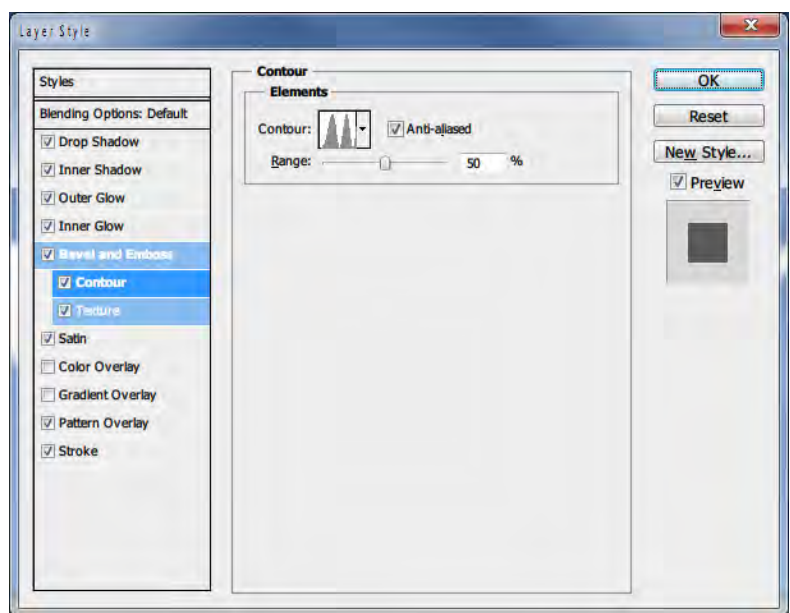 Layer Style
Styles
Blending Options: Default
Drop Shadow
Inner Shadow
Outer Glow
Inner Glow
Bevel and Emboss
Contour
Texture
Satin
Color Overlay
Gradient Overlay
Pattern Overlay
Stroke
Contour
Elements
Contour:
Anti-aliased
Range: 50 %
OK
Reset
New Style...
Preview